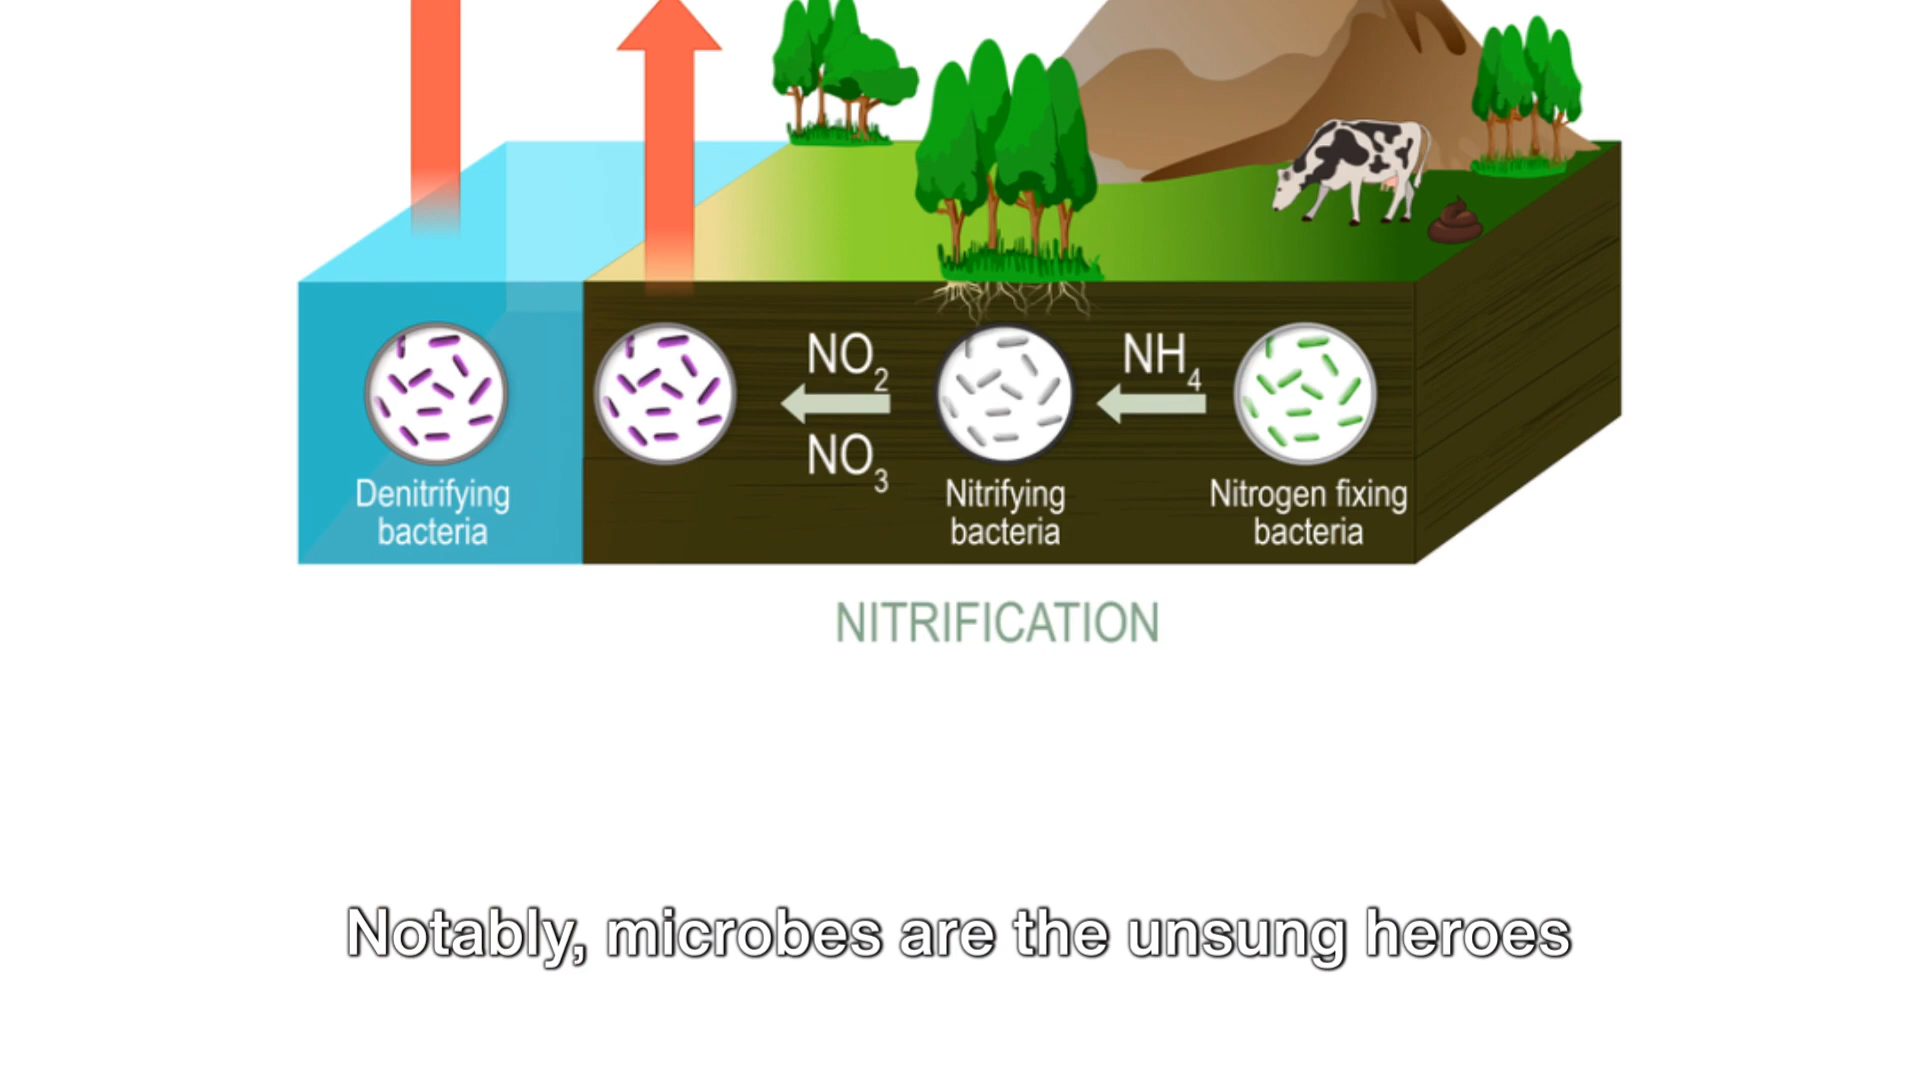 NO2
NH4
NO3
Denitrifying
bacteria
Nitrifying
bacteria
Nitrogen fixing
bacteria
NITRIFICATION
Notably, microbes are the unsung heroes